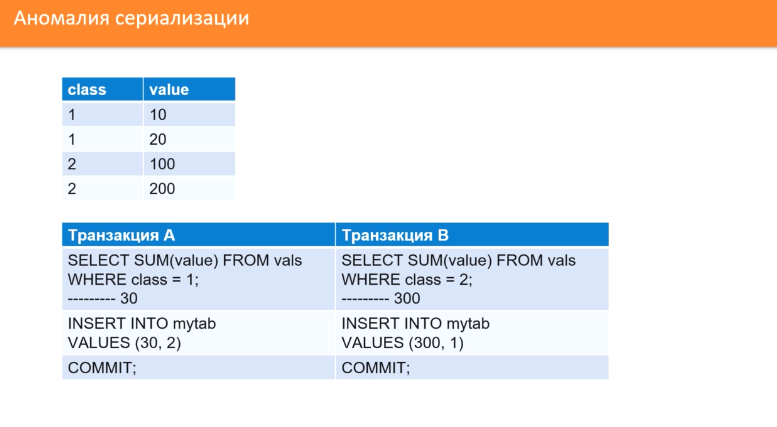 Аномалия сериализации
class value
1 10
1 20
2 100
2 200
Транзакция A Транзакция B
SELECT SUM(value) FROM vals
WHERE class = 1;
--------- 30
SELECT SUM(value) FROM vals
WHERE class = 2;
--------- 300
INSERT INTO mytab
VALUES (30, 2)
INSERT INTO mytab
VALUES (300, 1)
COMMIT; COMMIT;